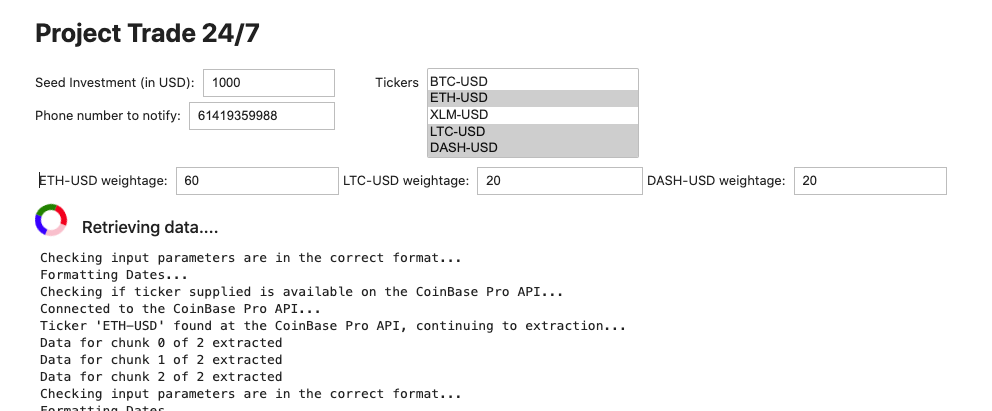 Project Trade 24/7
Seed Investment (in USD): 1000
Phone number to notify: 61419359988
Tickers
BTC-USD
ETH-USD
XLM-USD
LTC-USD
DASH-USD
ETH-USD weightage: 60 LTC-USD weightage: 20 DASH-USD weightage: 20
Retrieving data....
Checking input parameters are in the correct format...
Formatting Dates...
Checking if ticker supplied is available on the CoinBase Pro API...
Connected to the CoinBase Pro API...
Ticker 'ETH-USD' found at the CoinBase Pro API, continuing to extraction...
Data for chunk 0 of 2 extracted
Data for chunk 1 of 2 extracted
Data for chunk 2 of 2 extracted
Checking input parameters are in the correct format...
Formatting Dates